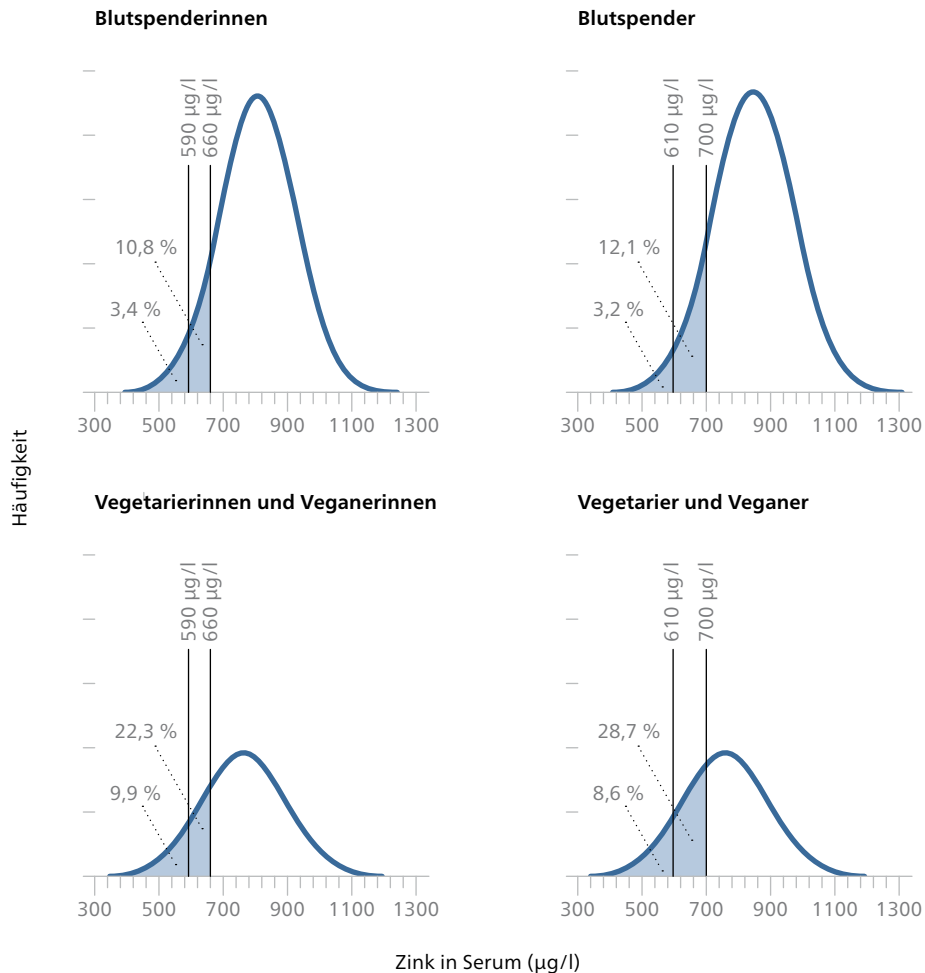 Blutspenderinnen
590 µg/l
660 µg/l
10,8 %
3,4 %
300 500 700 900 1100 1300
Blutspender
610 µg/l
700 µg/l
12,1 %
3,2 %
300 500 700 900 1100 1300
Häufigkeit
Vegetarierinnen und Veganerinnen
590 µg/l
660 µg/l
22,3 %
9,9 %
300 500 700 900 1100 1300
Vegetarier und Veganer
610 µg/l
700 µg/l
28,7 %
8,6 %
300 500 700 900 1100 1300
Zink in Serum (µg/l)